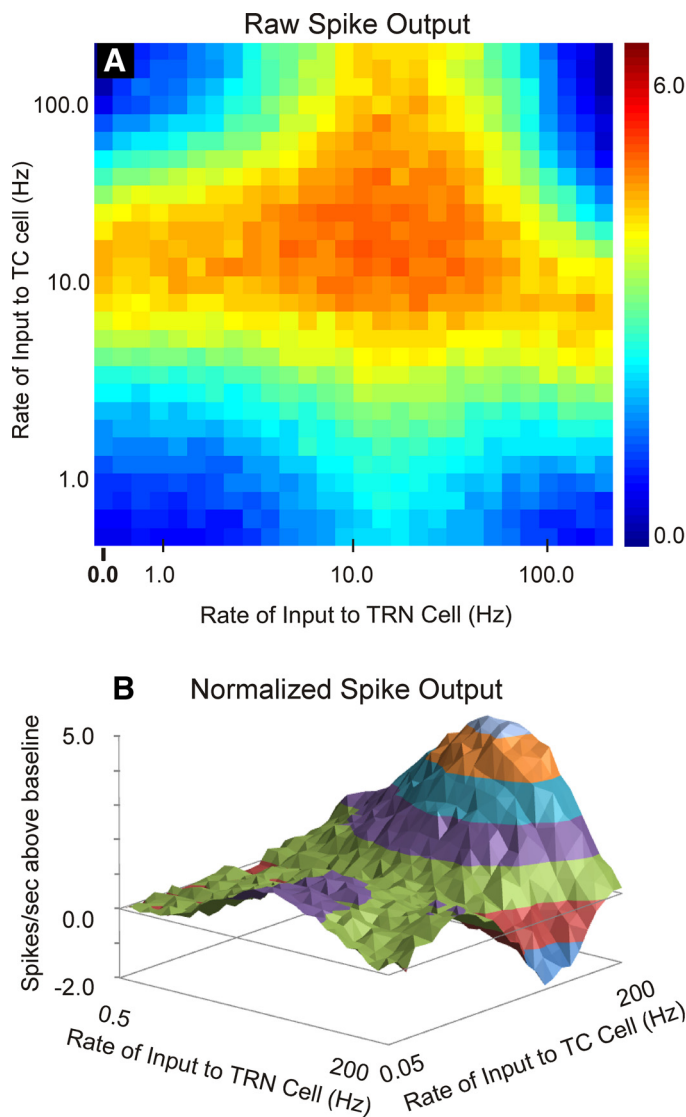 Raw Spike Output
A
6.0
100.0
10.0
1.0
0.0
Rate of Input to TC cell (Hz)
0.0 1.0 10.0 100.0
Rate of Input to TRN Cell (Hz)
B Normalized Spike Output
5.0
0.0
-2.0
Spikes/sec above baseline
0.5
200
Rate of Input to TRN Cell (Hz)
0.05
200
Rate of Input to TC Cell (Hz)